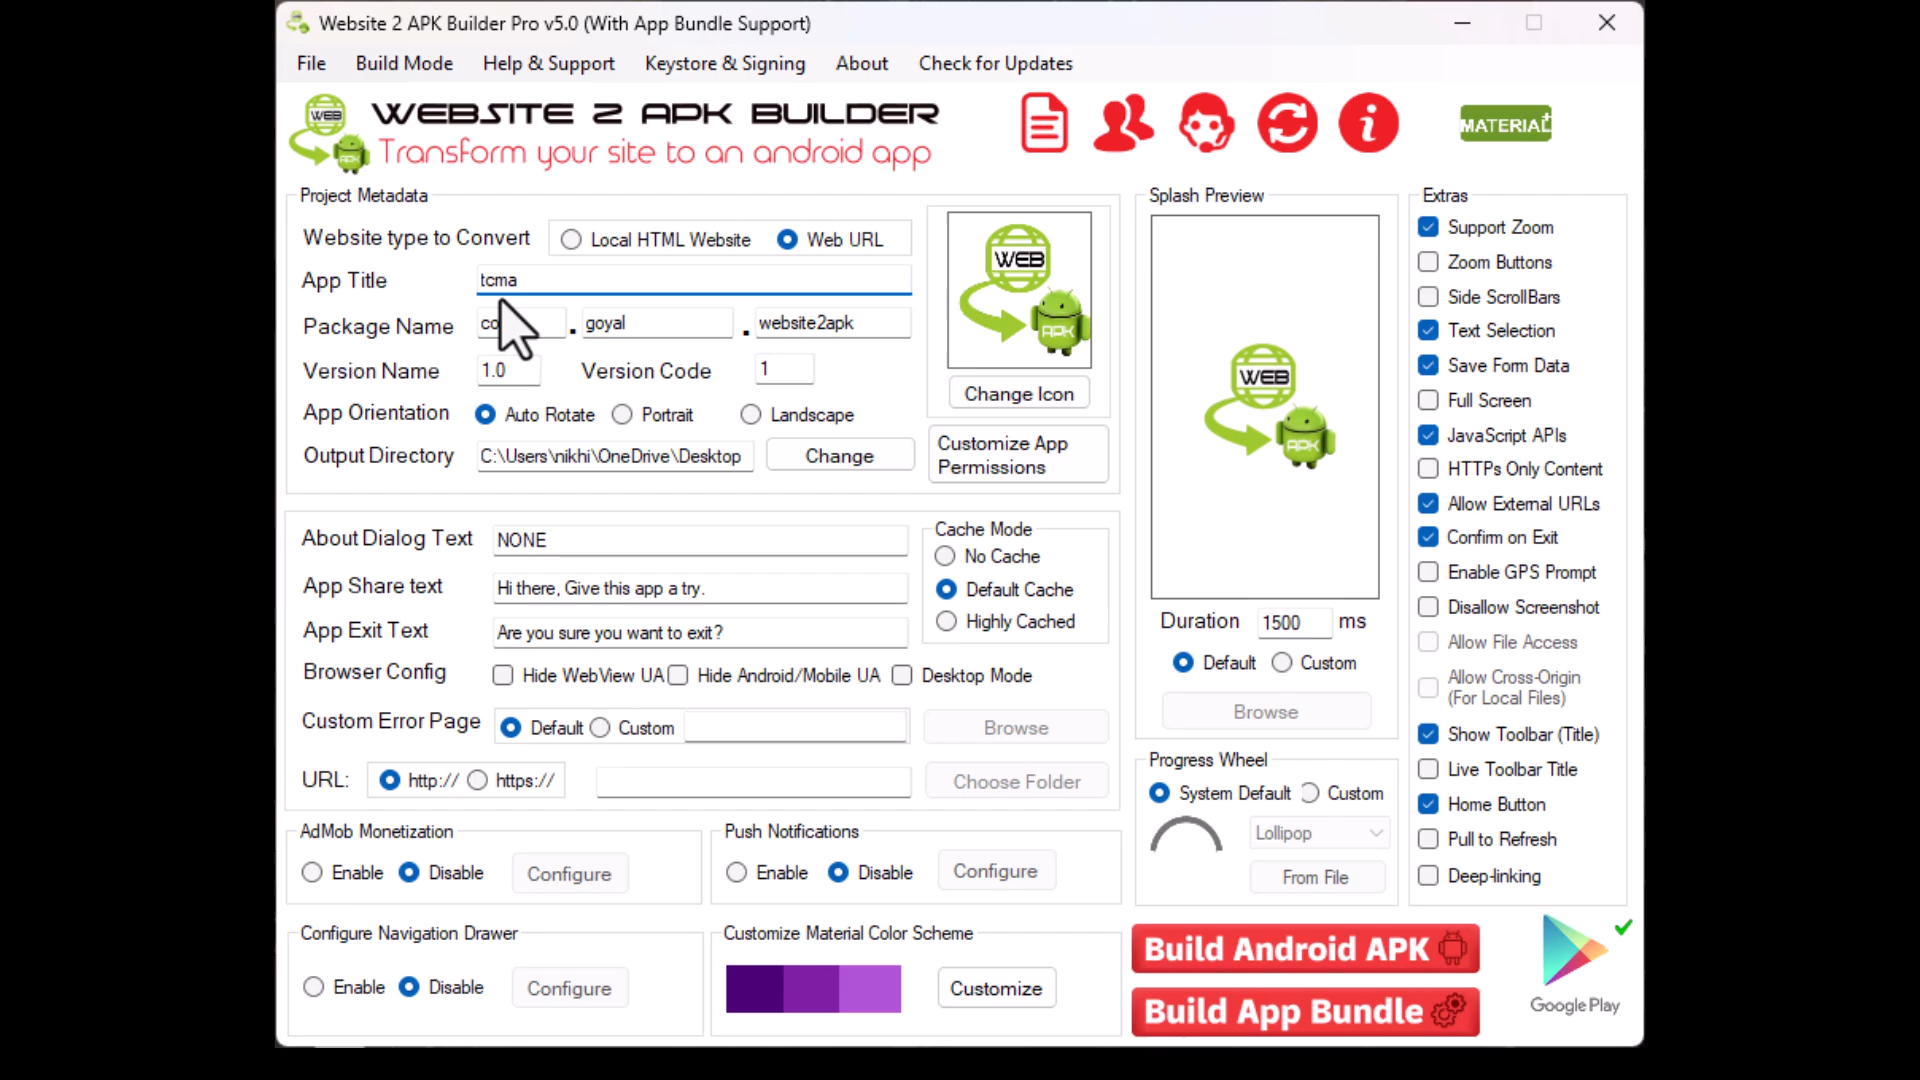 Website 2 APK Builder Pro v5.0 (With App Bundle Support)
File Build Mode Help & Support Keystore & Signing About Check for Updates
WEBSITE 2 APK BUILDER
Transform your site to an android app
WEB
APK
MATERIAL+
Project Metadata
Website type to Convert Local HTML Website Web URL
App Title tcma
Package Name . goyal . website2apk
Version Name 1.0 Version Code 1
App Orientation Auto Rotate Portrait Landscape
Output Directory C:\Users\nikhi\OneDrive\Desktop Change
WEB
APK
Change Icon
Customize App
Permissions
About Dialog Text NONE
App Share text Hi there, Give this app a try.
App Exit Text Are you sure you want to exit?
Browser Config Hide WebView UA Hide Android/Mobile UA Desktop Mode
Custom Error Page Default Custom Browse
URL: http:// https:// Choose Folder
Cache Mode
No Cache
Default Cache
Highly Cached
AdMob Monetization
Enable Disable Configure
Push Notifications
Enable Disable Configure
Configure Navigation Drawer
Enable Disable Configure
Customize Material Color Scheme
Customize
Splash Preview
WEB
APK
Duration 1500 ms
Default Custom
Browse
Progress Wheel
System Default Custom
Lollipop
From File
Extras
Support Zoom
Zoom Buttons
Side ScrollBars
Text Selection
Save Form Data
Full Screen
JavaScript APIs
HTTPs Only Content
Allow External URLs
Confirm on Exit
Enable GPS Prompt
Disallow Screenshot
Allow File Access
Allow Cross-Origin
(For Local Files)
Show Toolbar (Title)
Live Toolbar Title
Home Button
Pull to Refresh
Deep-linking
Build Android APK
Build App Bundle
Google Play